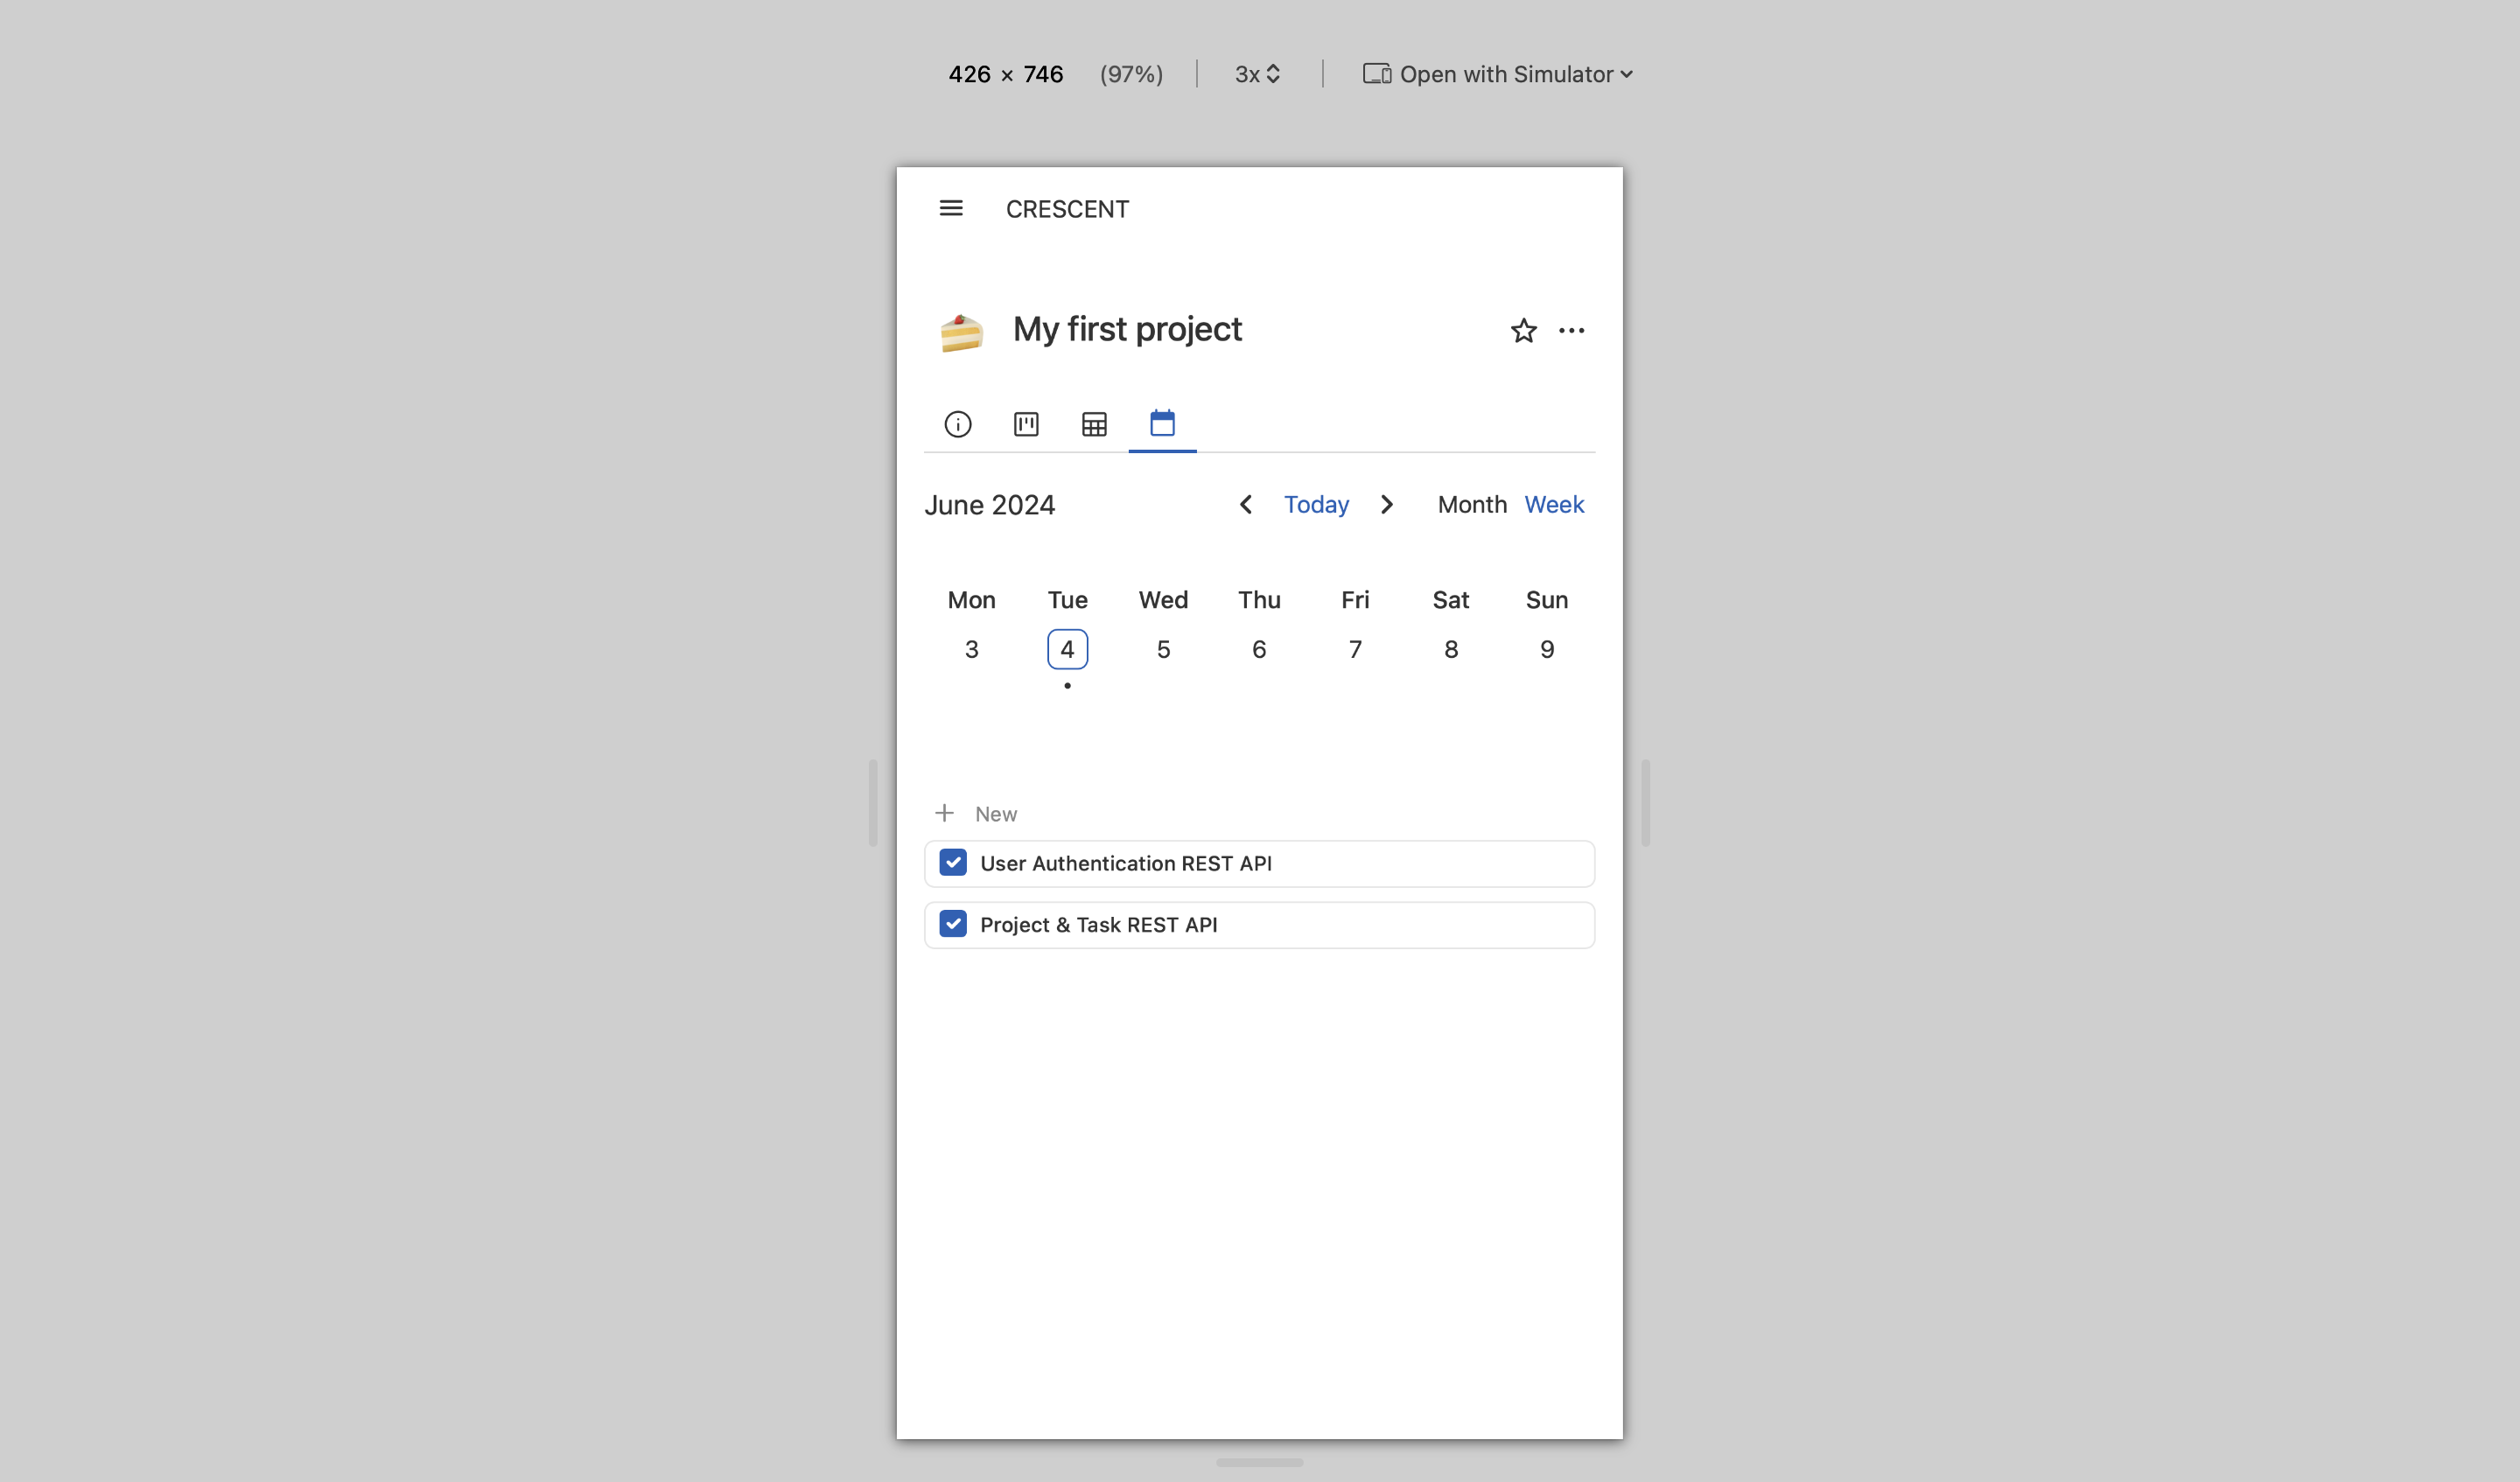 426 × 746 (97%) 3x Open with Simulator
CRESCENT
My first project
June 2024 Today Month Week
Mon Tue Wed Thu Fri Sat Sun
3 4 5 6 7 8 9
New
User Authentication REST API
Project & Task REST API